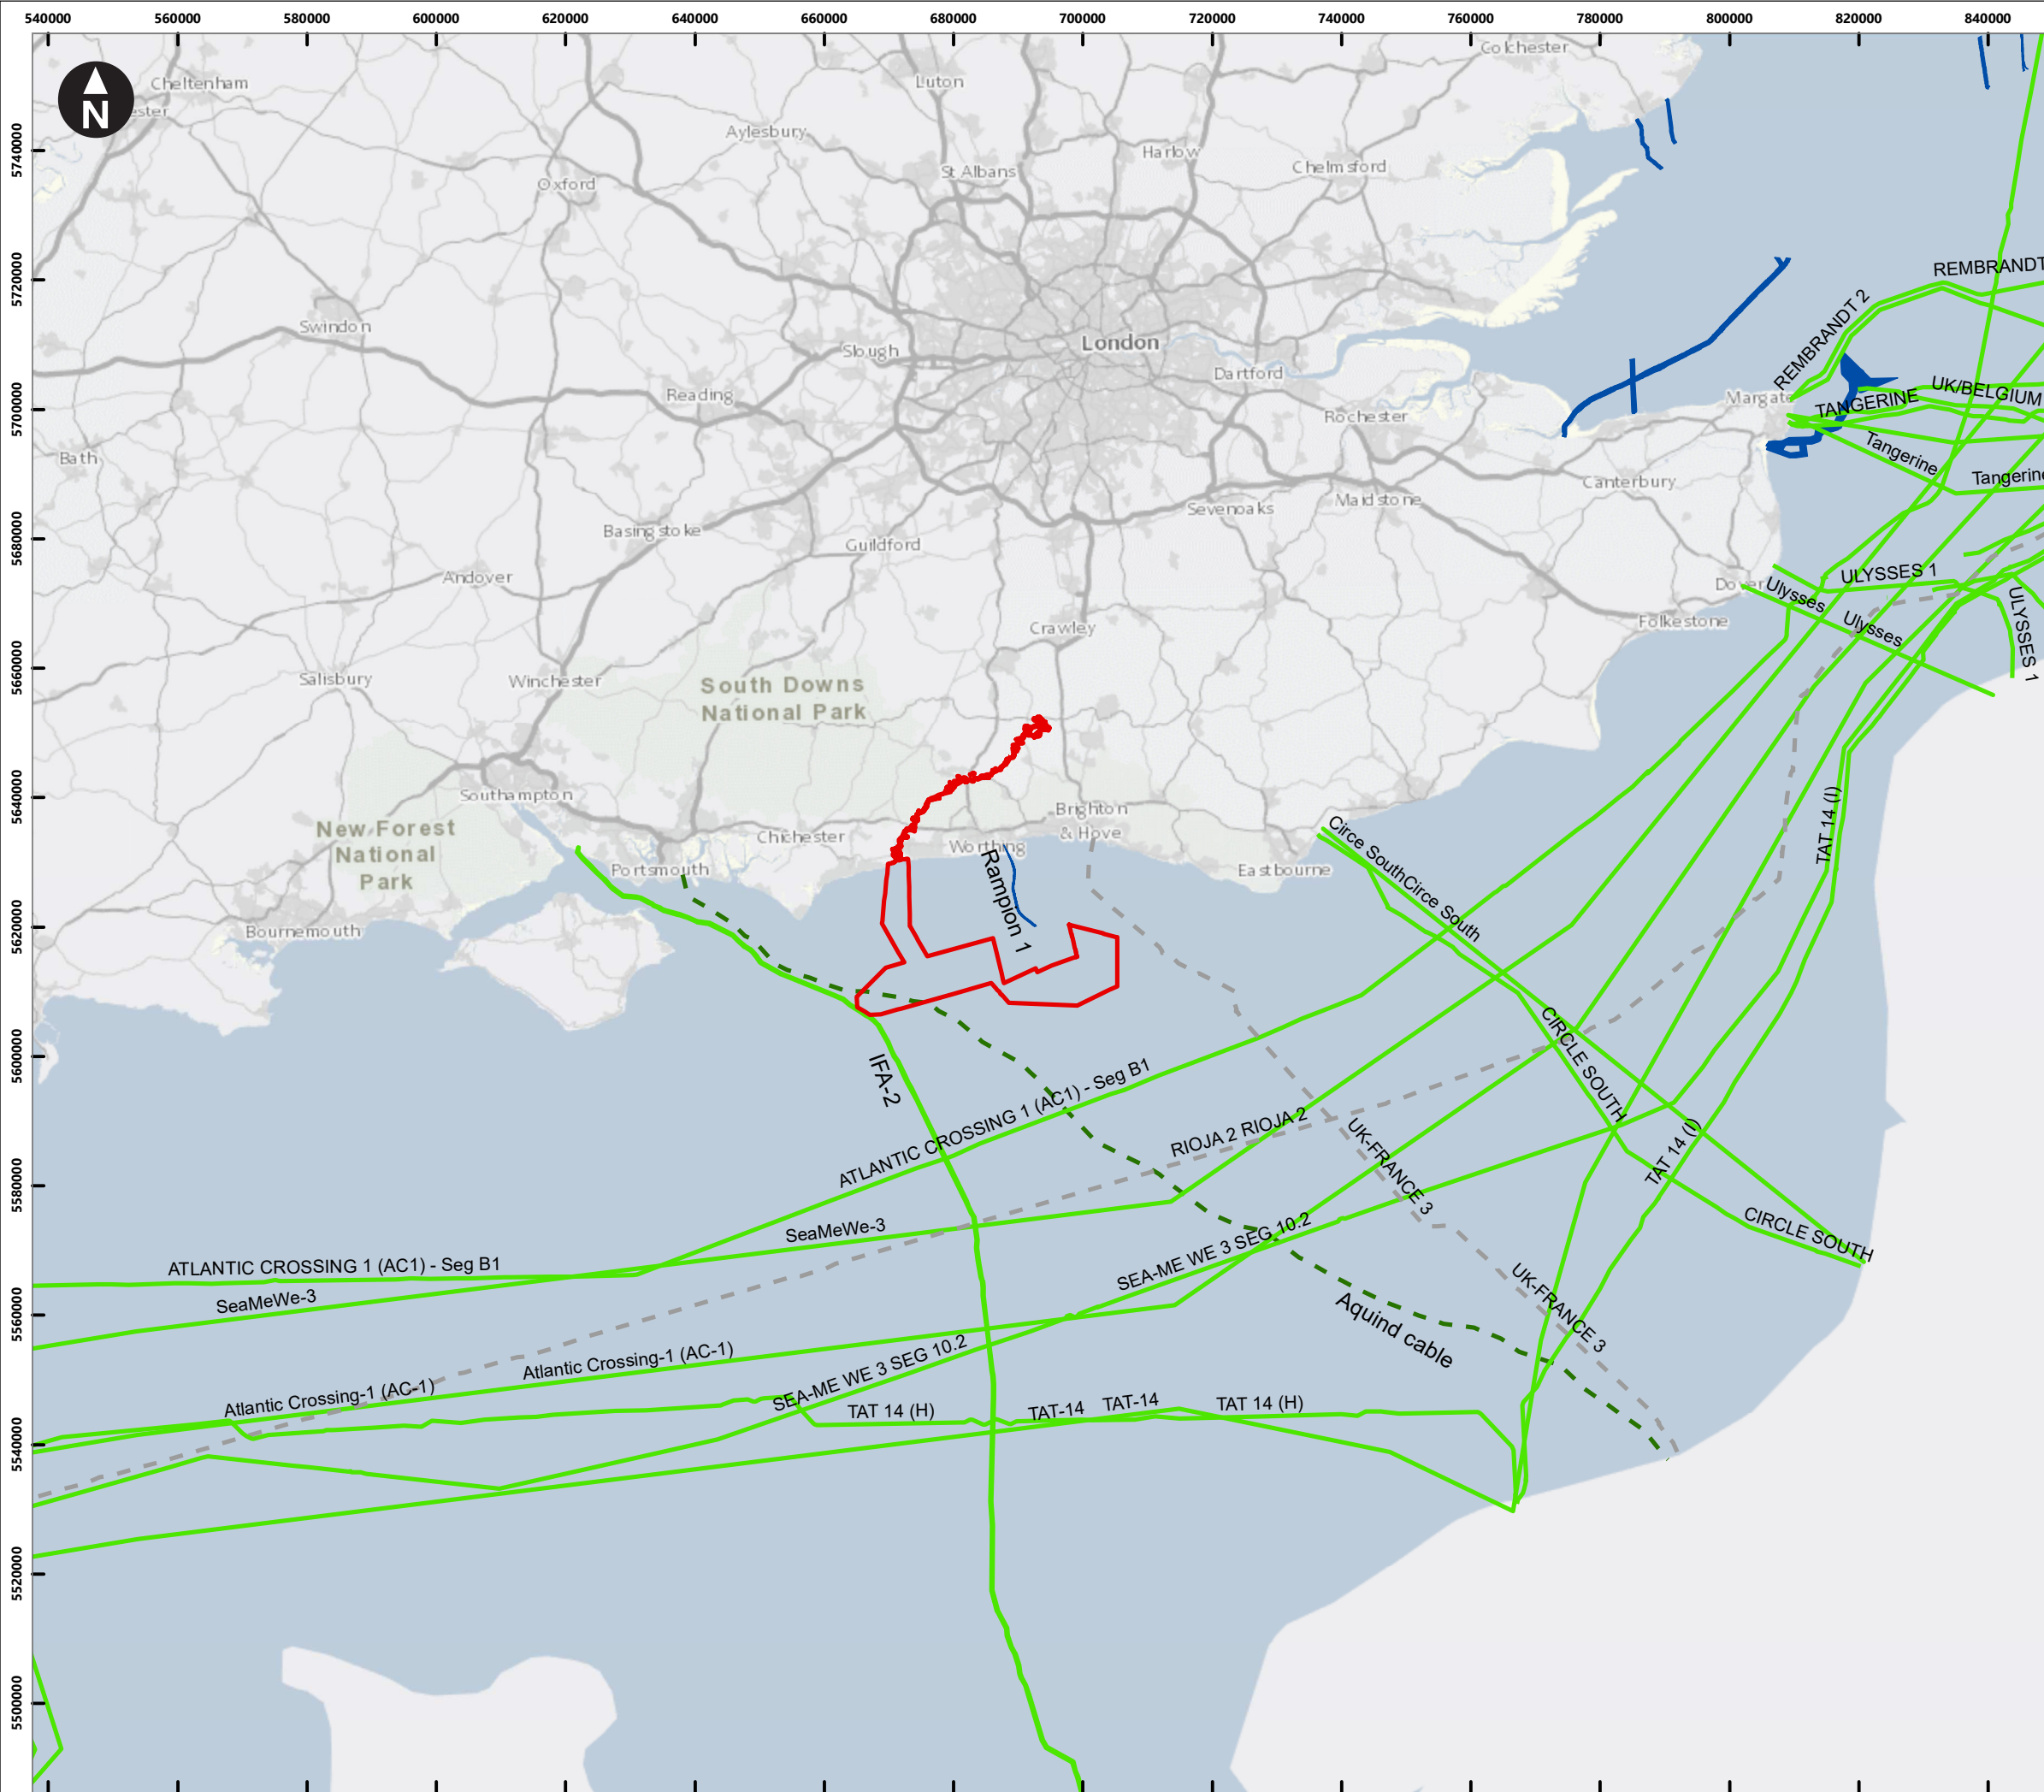 540000 560000 580000 600000 620000 640000 660000 680000 700000 720000 740000 760000 780000 800000 820000 840000
5740000
5720000
5700000
5680000
5660000
5640000
5620000
5600000
5580000
5560000
5540000
5520000
5500000
N
Colchester
Cheltenham
Luton
ester
Aylesbury
Harlow
Chelmsford
St Albans
Oxford
REMBRANDT
REMBRANDT 2
Swindon
London
Slough
Dartford
Reading
Rochester
Margate
TANGERINE
UK/BELGIUM
Bath
Tangerine
Tangerine
Canterbury
Maidstone
Sevenoaks
Basingstoke
Guildford
Andover
Dover
ULYSSES 1
Ulysses
Ulysses
ULYSSES 1
Folkestone
Crawley
Salisbury
Winchester
South Downs
National Park
Southampton
Brighton
& Hove
New Forest
National
Park
Chichester
Worthing
Portsmouth
Eastbourne
Rampion 1
Circe South
Circe South
TAT 14 (I)
Bournemouth
IFA-2
CIRCLE SOUTH
ATLANTIC CROSSING 1 (AC1) - Seg B1
RIOJA 2 RIOJA 2
UK-FRANCE 3
TAT 14 (I)
CIRCLE SOUTH
SeaMeWe-3
SEA-ME WE 3 SEG 10.2
ATLANTIC CROSSING 1 (AC1) - Seg B1
SeaMeWe-3
UK-FRANCE 3
Aquind cable
Atlantic Crossing-1 (AC-1)
SEA-ME WE 3 SEG 10.2
Atlantic Crossing-1 (AC-1)
TAT 14 (H)
TAT-14
TAT-14
TAT 14 (H)